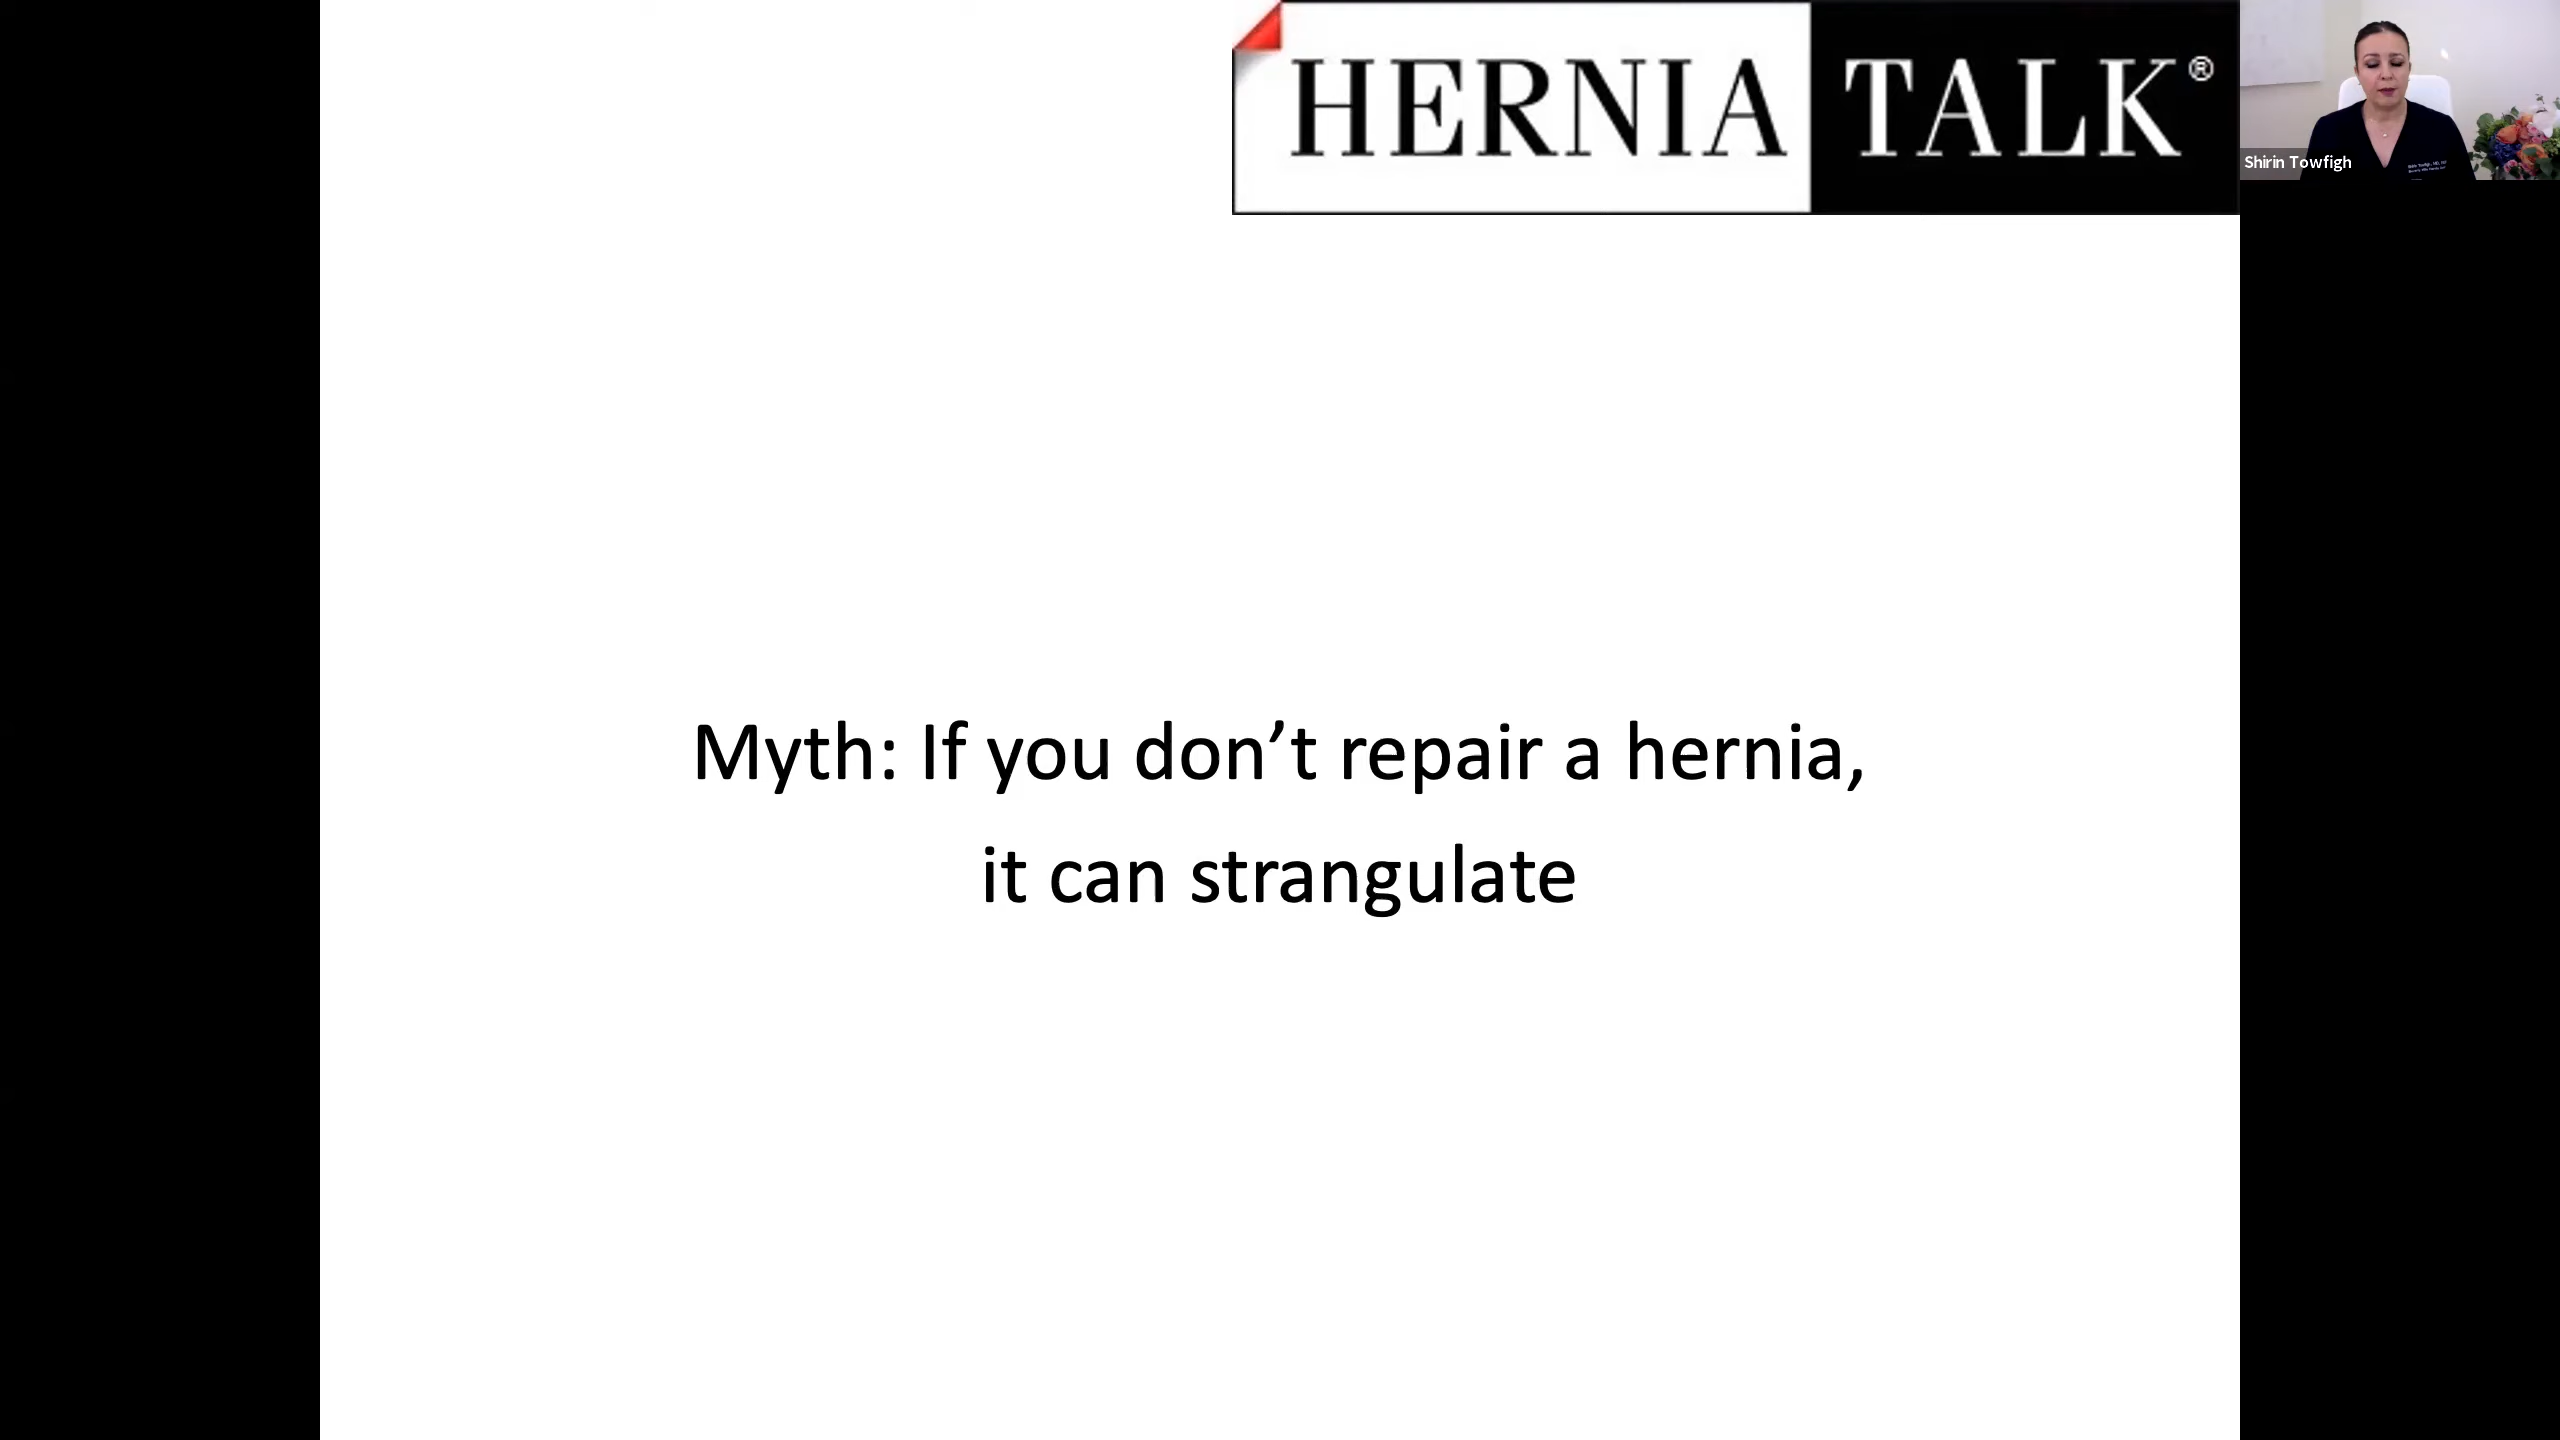 HERNIA TALK®
Shirin Towfigh
Myth: If you don’t repair a hernia,
it can strangulate